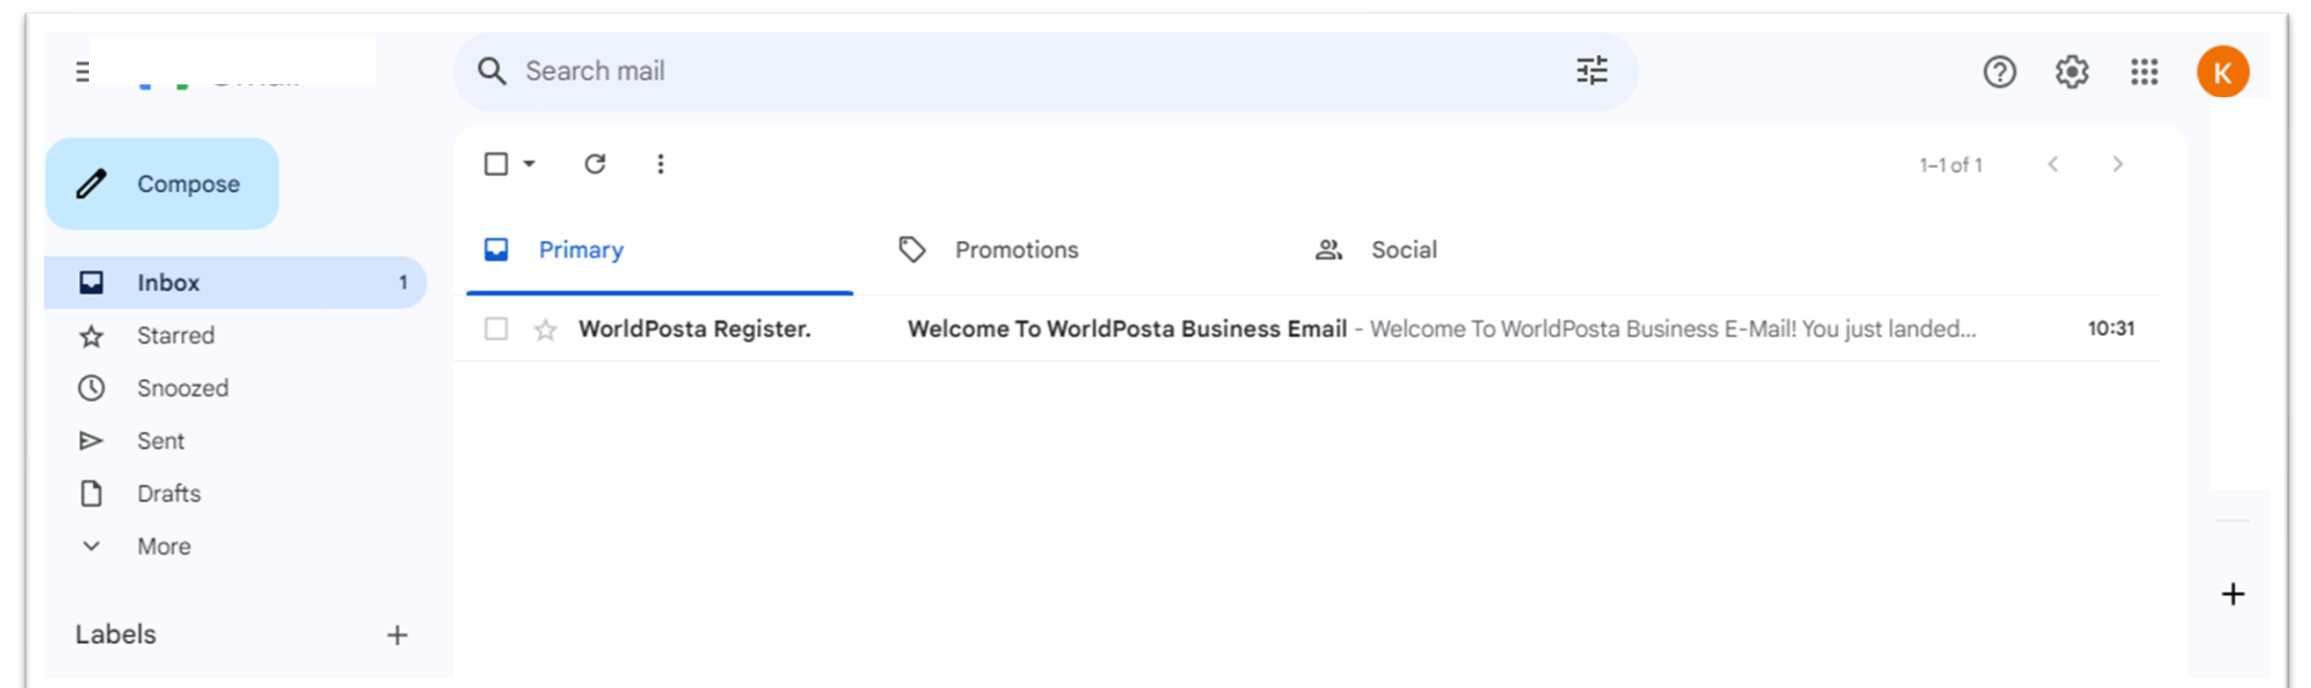 Search mail
K
Compose
1–1 of 1
Primary
Promotions
Social
Inbox 1
WorldPosta Register. Welcome To WorldPosta Business Email - Welcome To WorldPosta Business E-Mail! You just landed... 10:31
Starred
Snoozed
Sent
Drafts
More
Labels